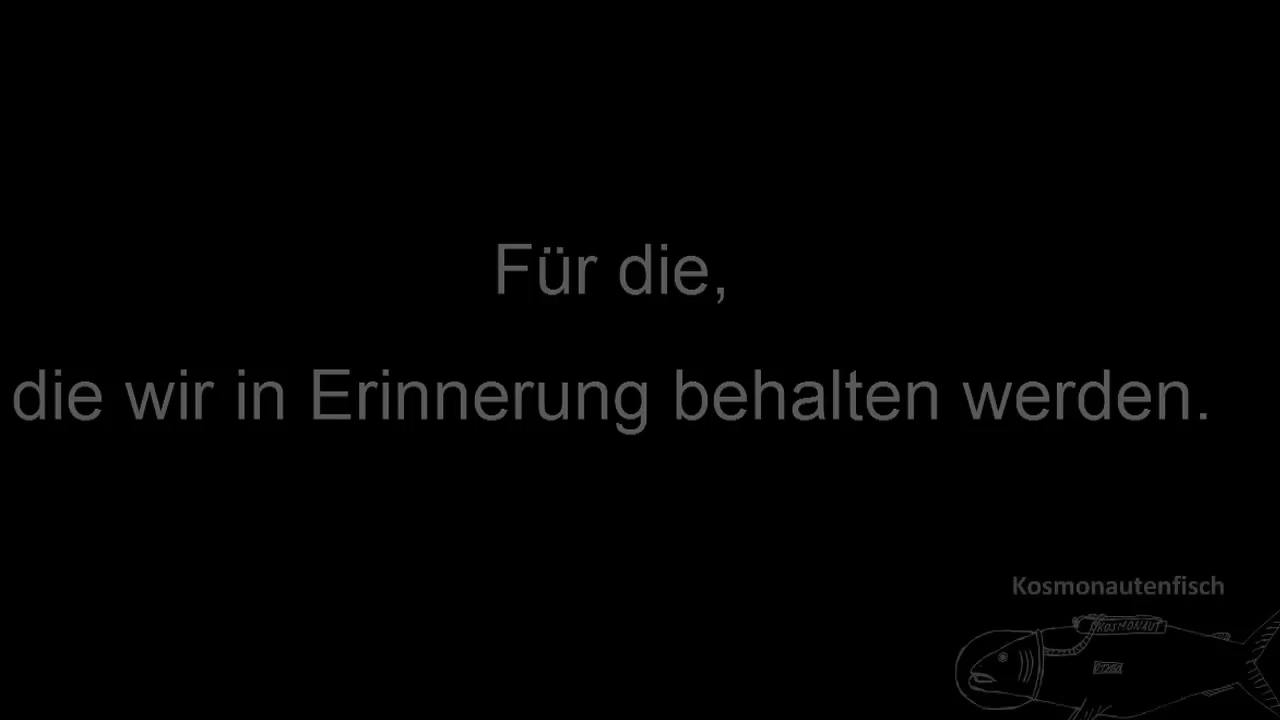 Für die,
die wir in Erinnerung behalten werden.
Kosmonautenfisch
KOSMONAUT